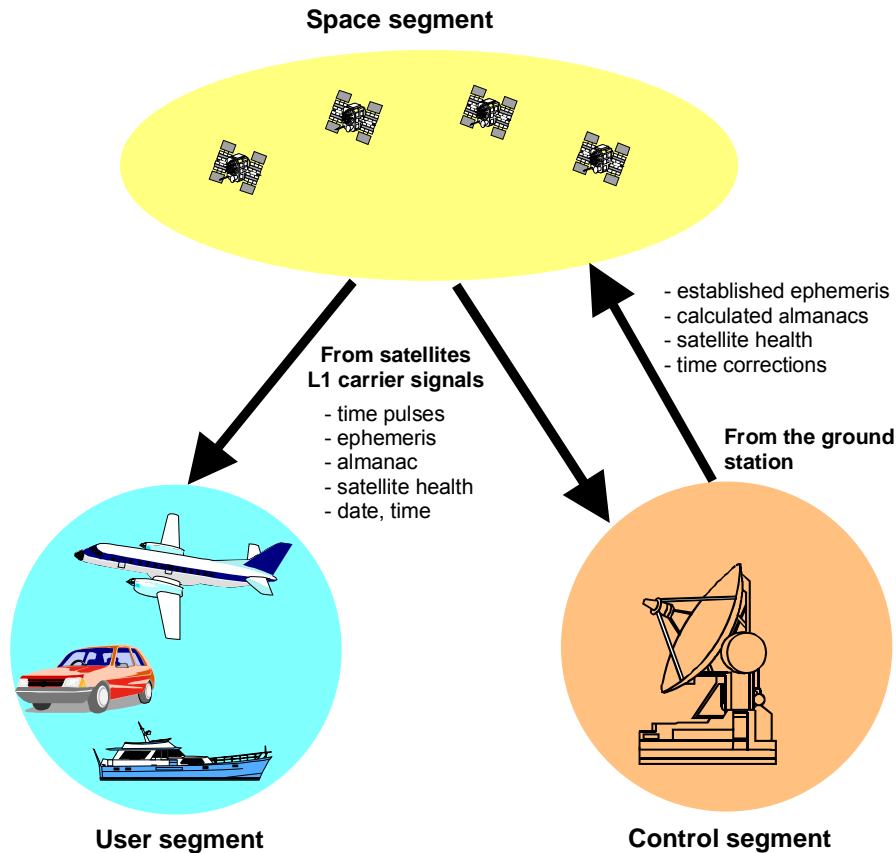 Space segment
- established ephemeris
- calculated almanacs
- satellite health
- time corrections
From satellites
L1 carrier signals
- time pulses
- ephemeris
- almanac
- satellite health
- date, time
From the ground
station
User segment
Control segment